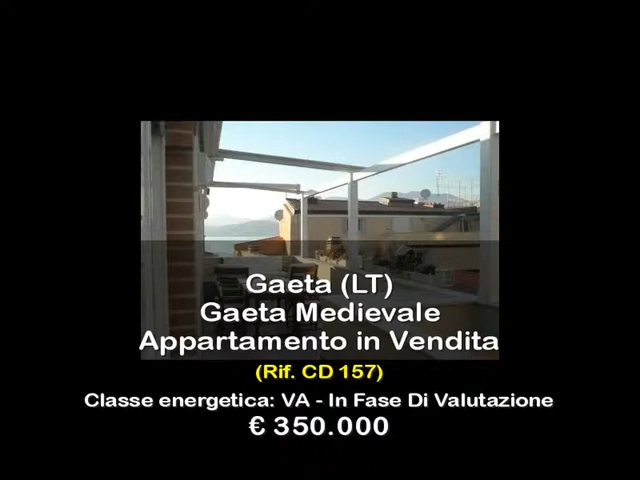 Gaeta (LT)
Gaeta Medievale
Appartamento in Vendita
(Rif. CD 157)
Classe energetica: VA - In Fase Di Valutazione
€ 350.000